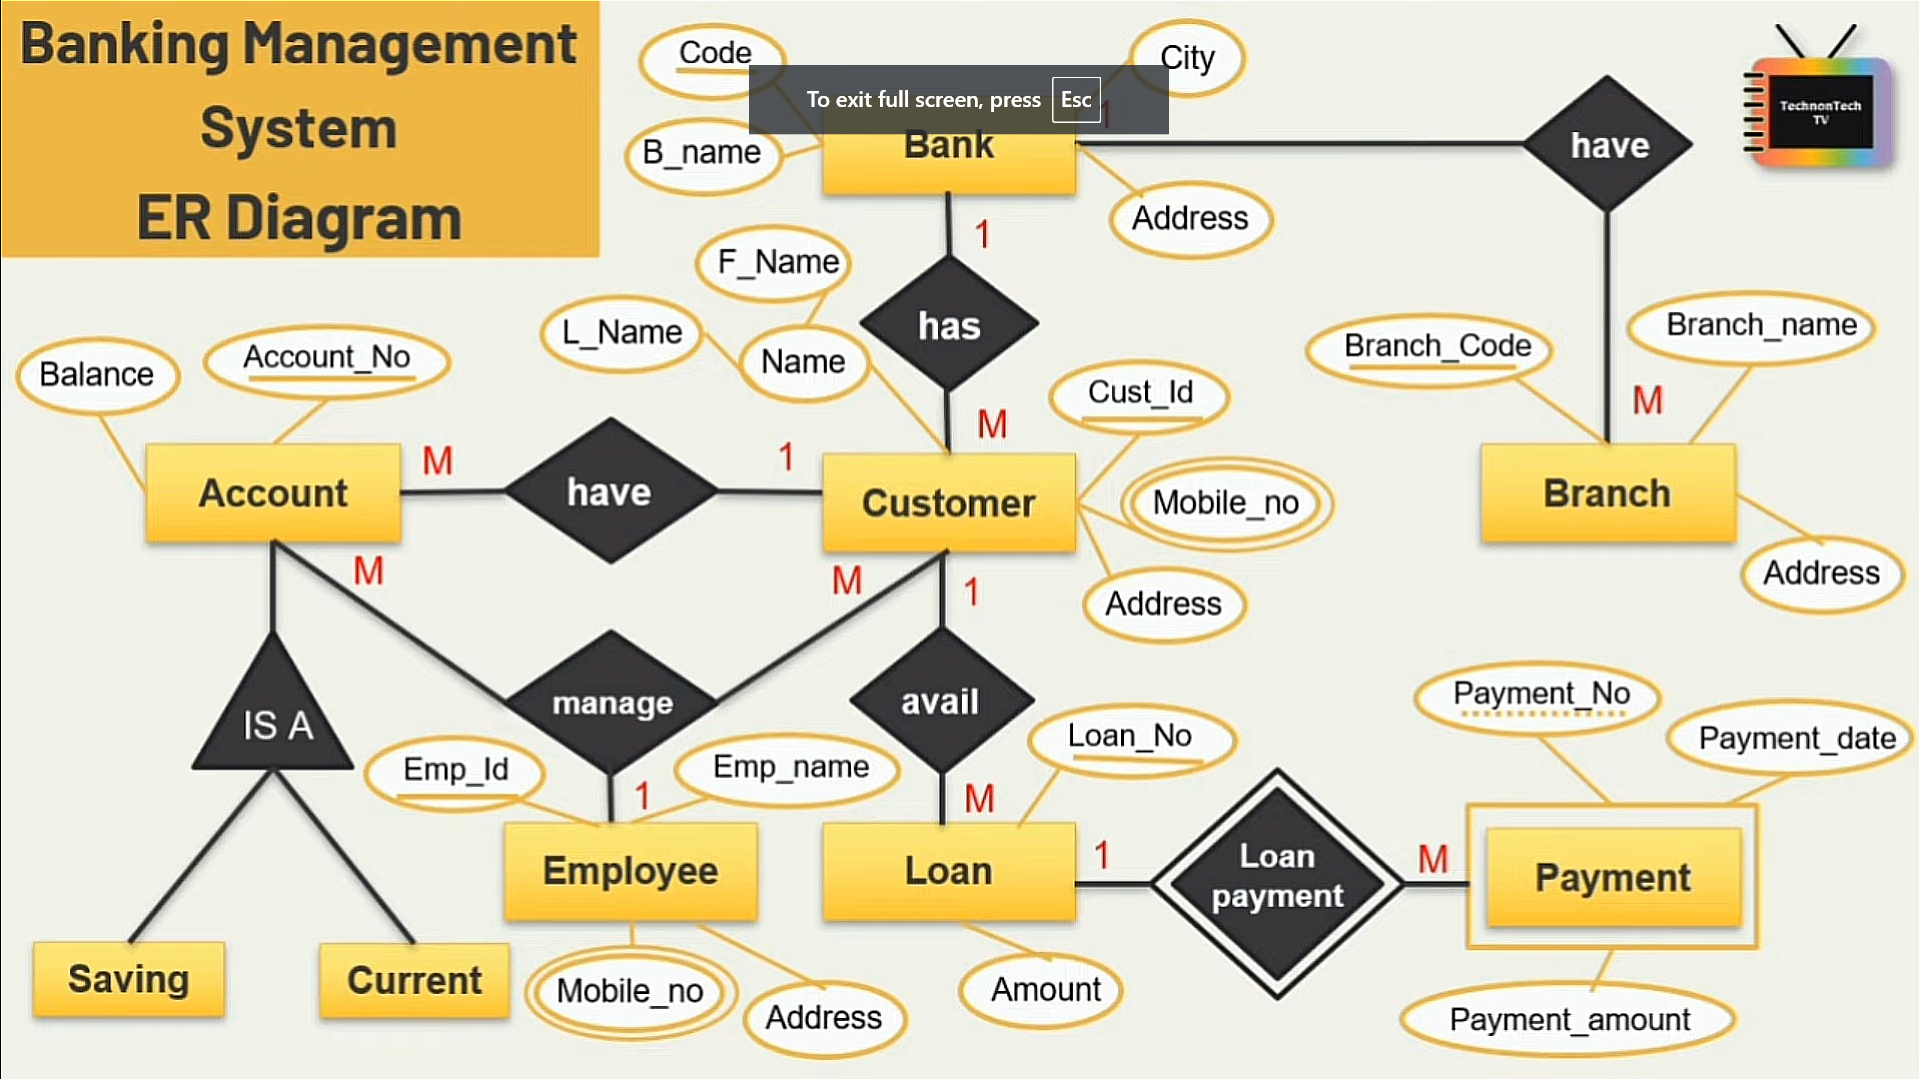 Banking Management
System
ER Diagram
Code
City
To exit full screen, press Esc
1
TechnonTech
TV
B_name
Bank
have
Address
1
F_Name
has
L_Name
Name
Branch_Code
Branch_name
Balance
Account_No
Cust_Id
M
M
M
1
Account
have
Customer
Mobile_no
Branch
Address
M
M
1
Address
IS A
manage
avail
Payment_No
Loan_No
Payment_date
Emp_Id
Emp_name
1
M
1
M
Employee
Loan
Loan
payment
Payment
Saving
Current
Mobile_no
Address
Amount
Payment_amount